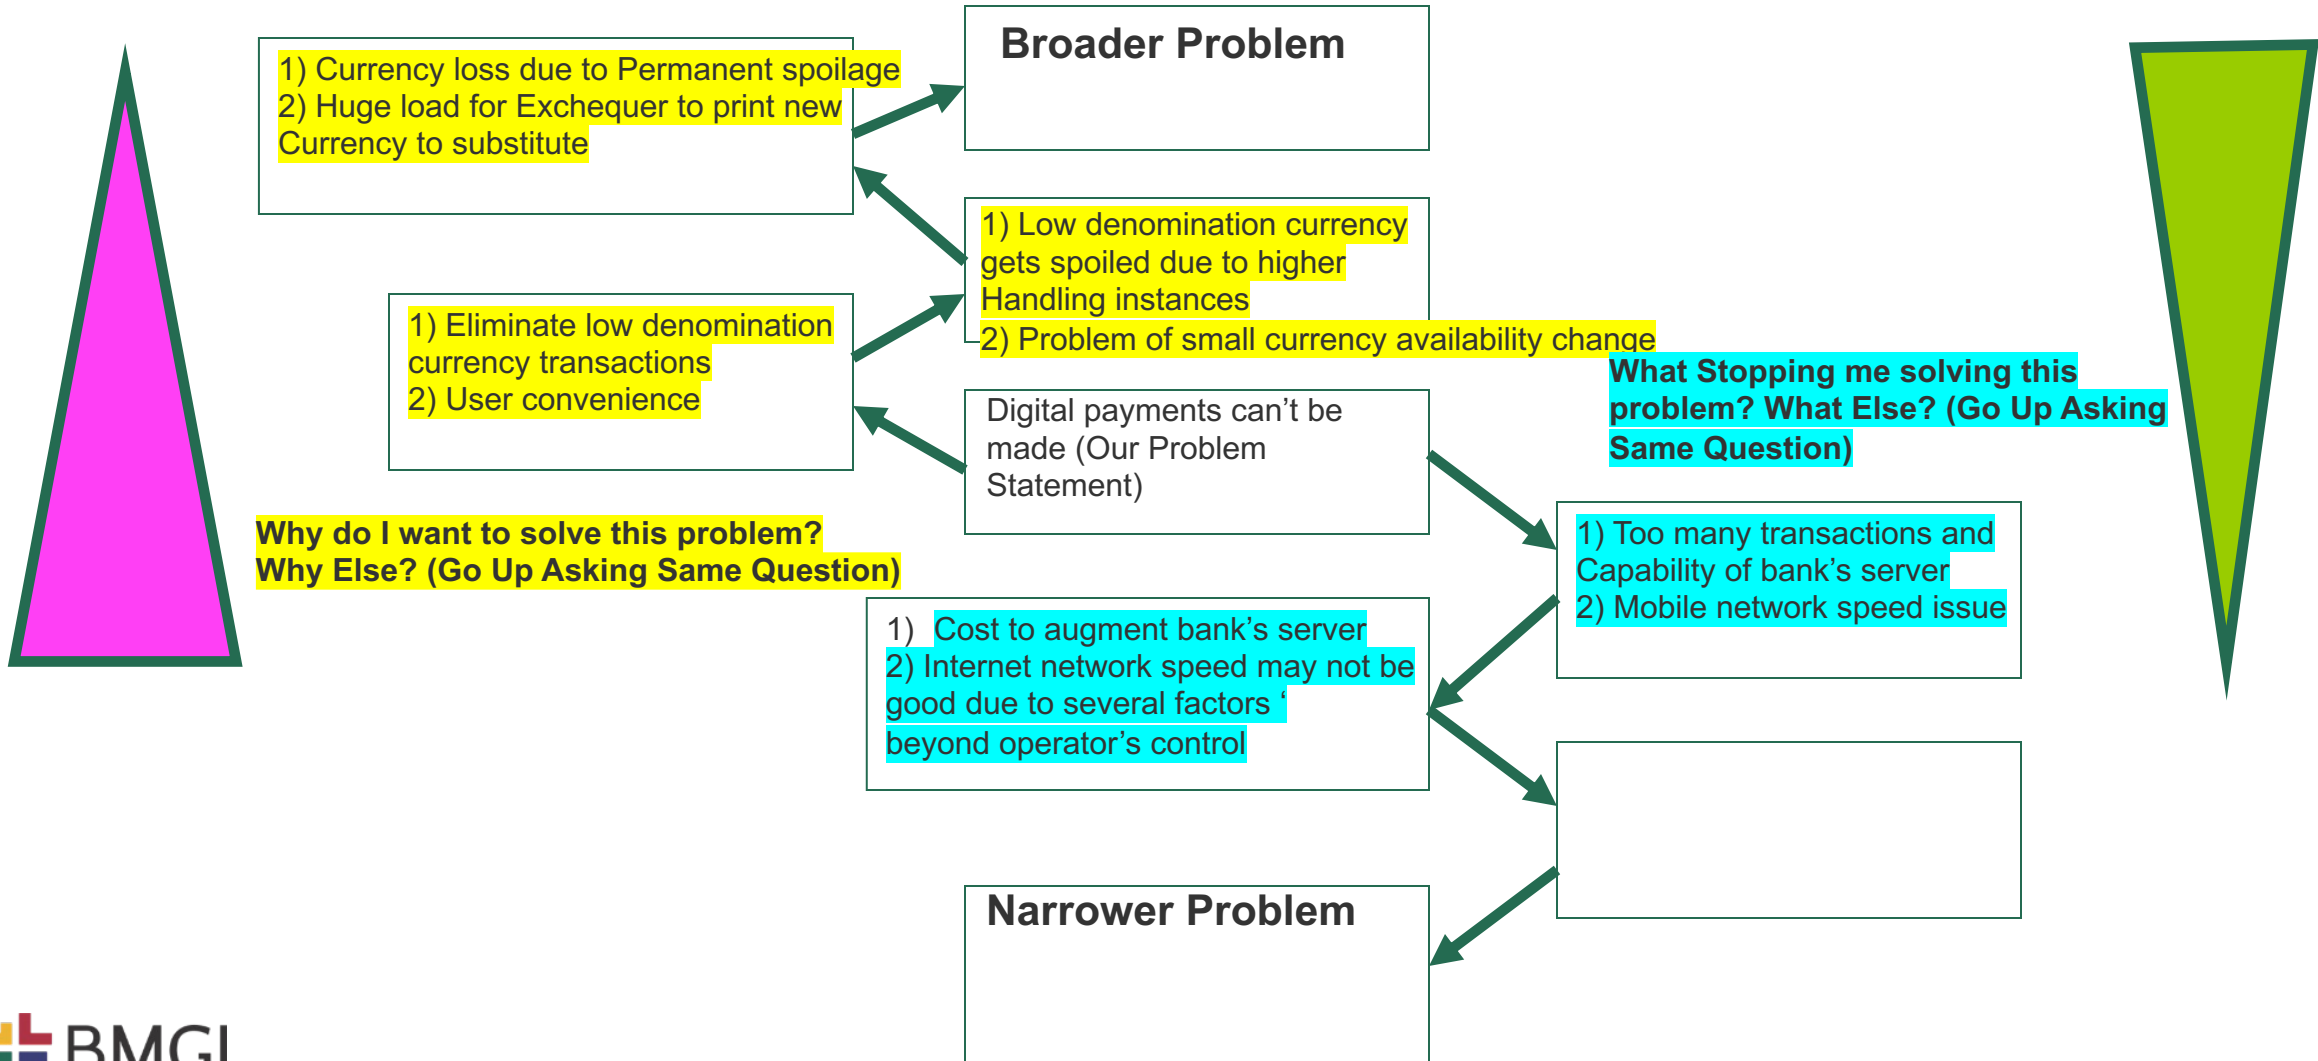 Broader Problem
1) Currency loss due to Permanent spoilage
2) Huge load for Exchequer to print new
Currency to substitute
1) Low denomination currency
gets spoiled due to higher
Handling instances
2) Problem of small currency availability change
1) Eliminate low denomination
currency transactions
2) User convenience
What Stopping me solving this
problem? What Else? (Go Up Asking
Same Question)
Digital payments can’t be
made (Our Problem
Statement)
Why do I want to solve this problem?
Why Else? (Go Up Asking Same Question)
1) Too many transactions and
Capability of bank’s server
2) Mobile network speed issue
1) Cost to augment bank’s server
2) Internet network speed may not be
good due to several factors ‘
beyond operator’s control
Narrower Problem
BMGI